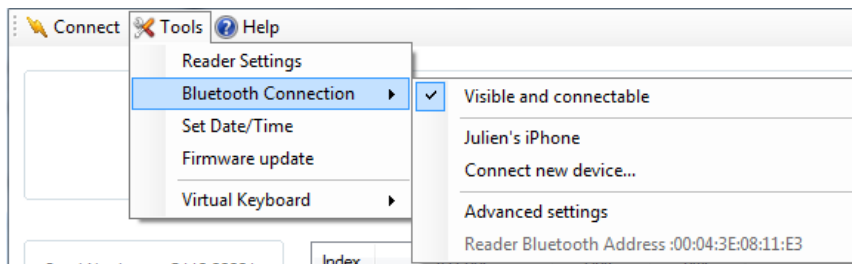 Connect Tools Help
Reader Settings
Bluetooth Connection
Visible and connectable
Set Date/Time
Julien's iPhone
Firmware update
Connect new device...
Virtual Keyboard
Advanced settings
Reader Bluetooth Address :00:04:3E:08:11:E3
Index